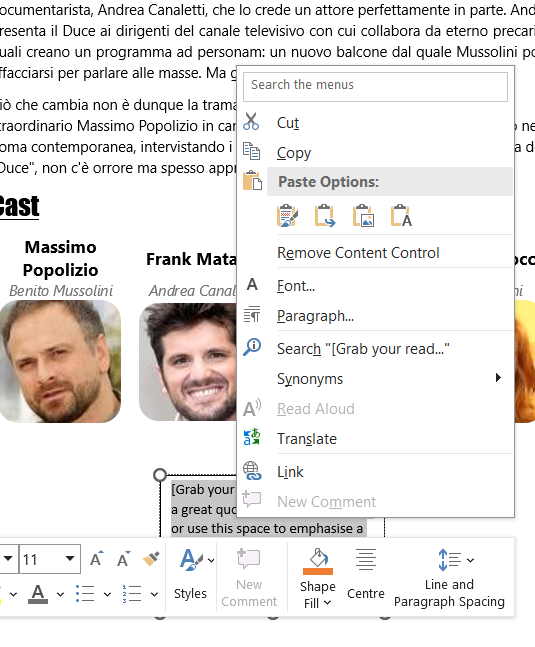 ocumentarista, Andrea Canaletti, che lo crede un attore perfettamente in parte. And
presenta il Duce ai dirigenti del canale televisivo con cui collabora da eterno precari
quali creano un programma ad personam: un nuovo balcone dal quale Mussolini po
ffacciarsi per parlare alle masse. Ma g
iò che cambia non è dunque la trama
traordinario Massimo Popolizio in car
oma contemporanea, intervistando i
Duce", non c'è orrore ma spesso appr
Cast
Massimo
Popolizio
Benito Mussolini
Frank Mata
Andrea Canal
occ
ni
Search the menus
Cut
Copy
Paste Options:
Remove Content Control
Font...
Paragraph...
Search "[Grab your read..."
Synonyms
Read Aloud
Translate
Link
New Comment
[Grab your
a great quo
or use this space to emphasise a
11
Styles
New
Comment
Shape
Fill
Centre
Line and
Paragraph Spacing